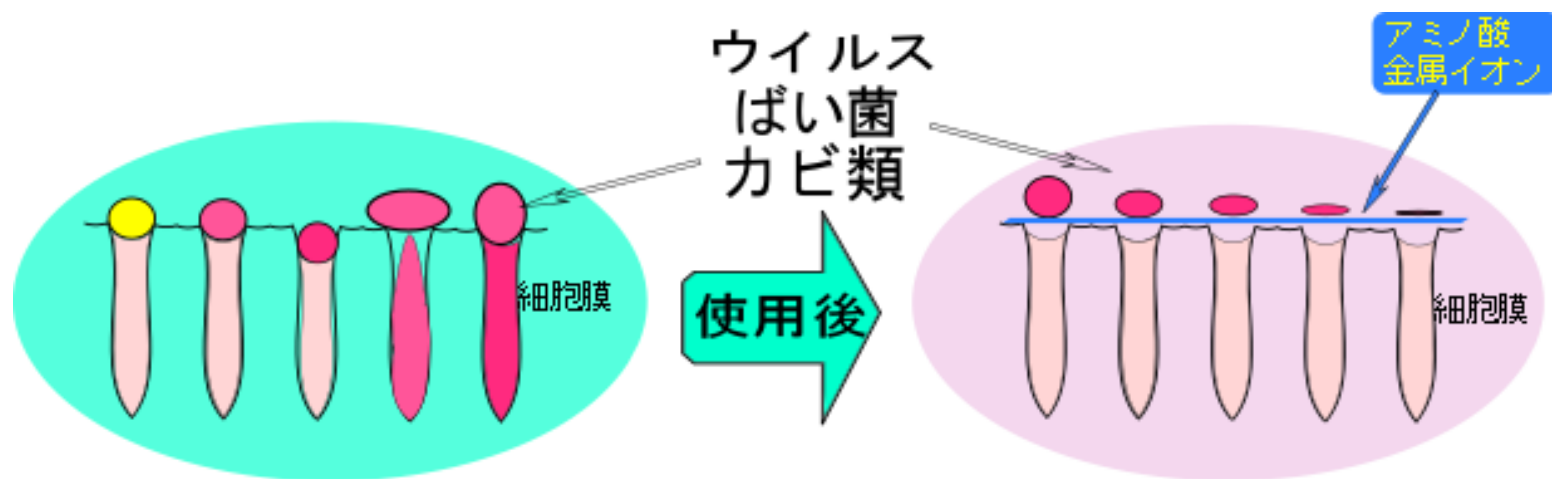 ウイルス
ばい菌
カビ類
アミノ酸
金属イオン
細胞膜
使用後
細胞膜